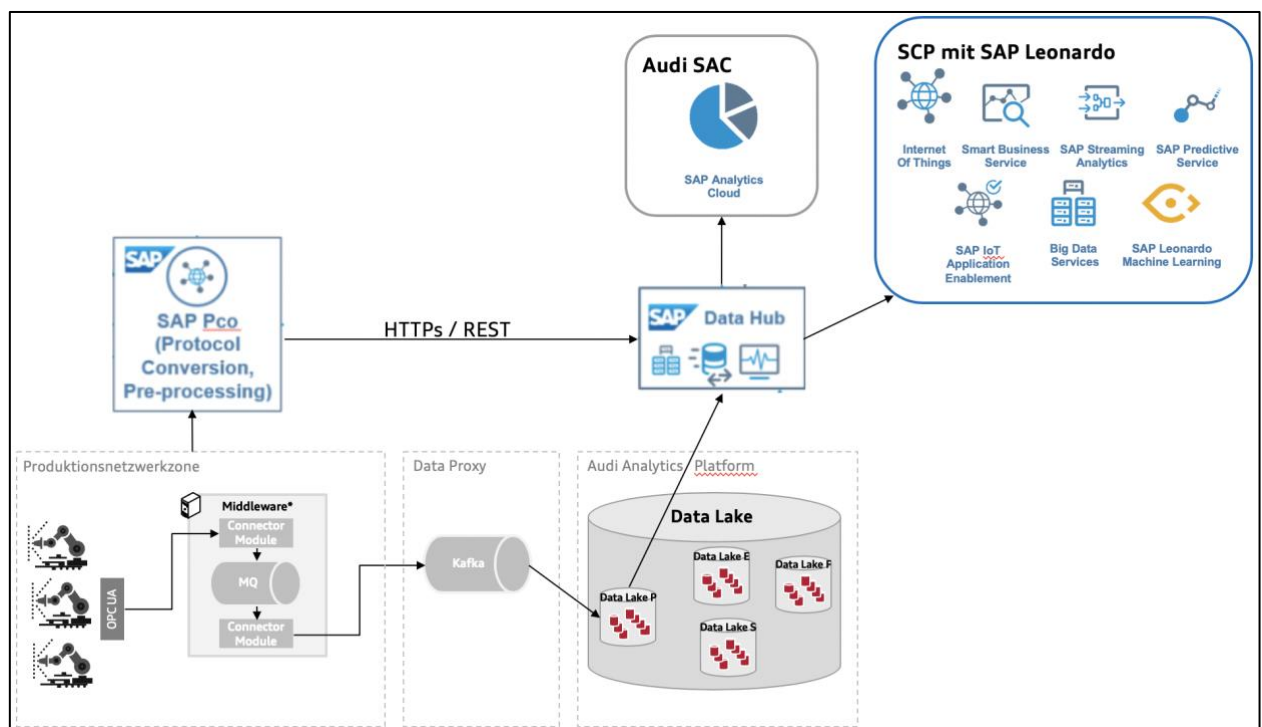 Audi SAC
SAP Analytics
Cloud
SCP mit SAP Leonardo
Internet
Of Things
Smart Business
Service
SAP Streaming
Analytics
SAP Predictive
Service
SAP IoT
Application
Enablement
Big Data
Services
SAP Leonardo
Machine Learning
SAP
SAP Pco
(Protocol
Conversion,
Pre-processing)
HTTPs / REST
SAP Data Hub
Produktionsnetzwerkzone
OPC UA
Middleware*
Connector
Module
MQ
Connector
Module
Data Proxy
Kafka
Audi Analytics Platform
Data Lake
Data Lake E
Data Lake F
Data Lake P
Data Lake S